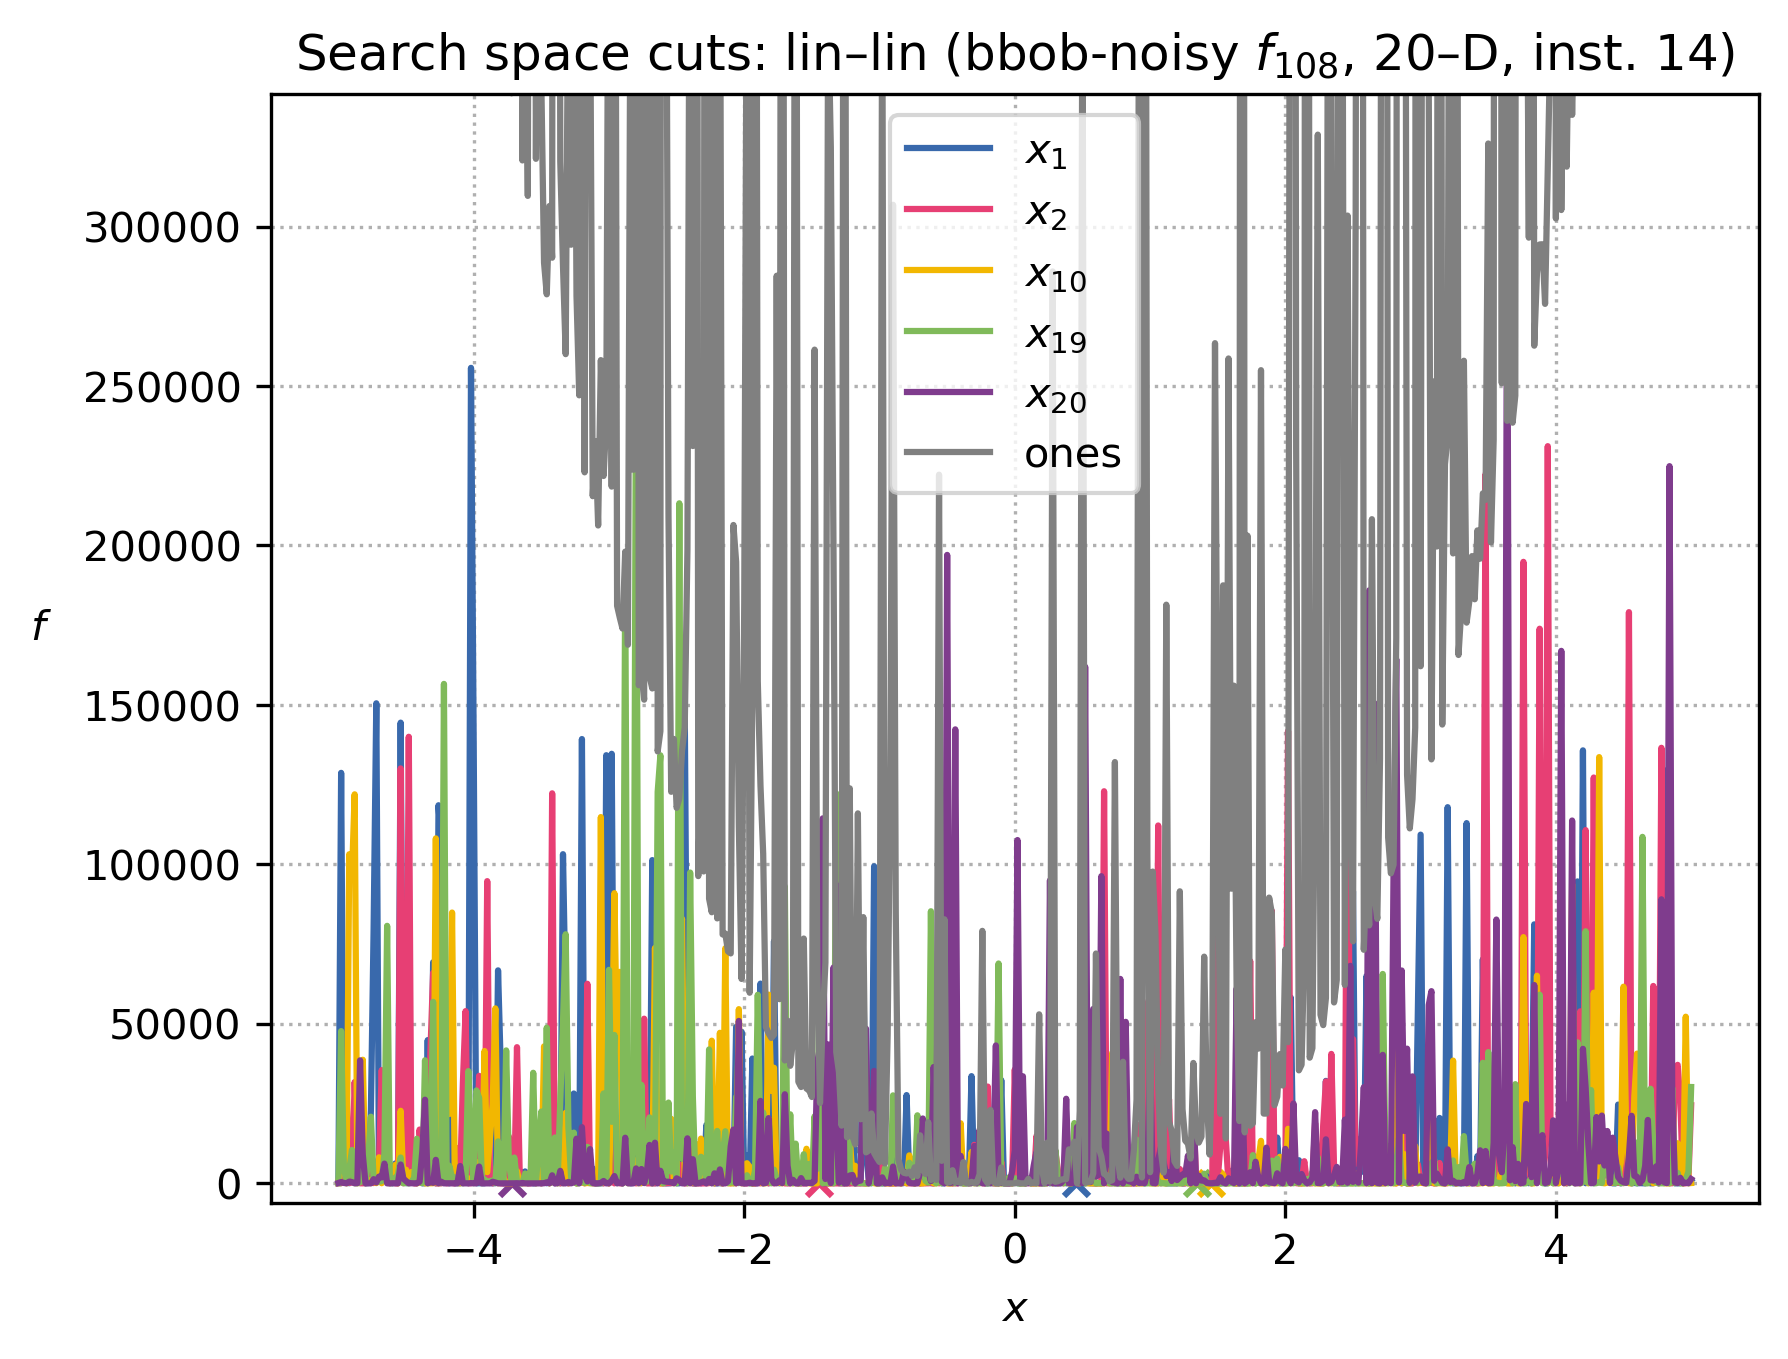 Search space cuts: lin–lin (bbob-noisy f₁₀₈, 20–D, inst. 14)
x₁
x₂
x₁₀
x₁₉
x₂₀
ones
300000
250000
200000
150000
100000
50000
0
f
−4 −2 0 2 4
x